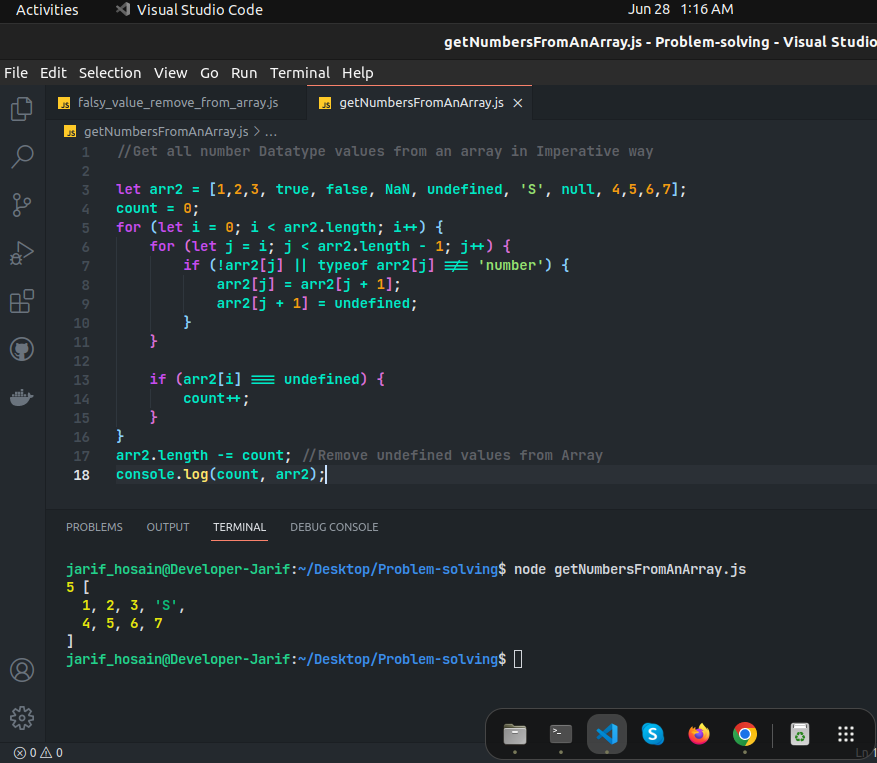 Activities Visual Studio Code Jun 28 1:16 AM
getNumbersFromAnArray.js - Problem-solving - Visual Studio
File Edit Selection View Go Run Terminal Help
JS falsy_value_remove_from_array.js JS getNumbersFromAnArray.js ×
JS getNumbersFromAnArray.js > ...
1 //Get all number Datatype values from an array in Imperative way
2
3 let arr2 = [1,2,3, true, false, NaN, undefined, 'S', null, 4,5,6,7];
4 count = 0;
5 for (let i = 0; i < arr2.length; i++) {
6 for (let j = i; j < arr2.length - 1; j++) {
7 if (!arr2[j] || typeof arr2[j] !== 'number') {
8 arr2[j] = arr2[j + 1];
9 arr2[j + 1] = undefined;
10 }
11 }
12
13 if (arr2[i] === undefined) {
14 count++;
15 }
16 }
17 arr2.length -= count; //Remove undefined values from Array
18 console.log(count, arr2);
PROBLEMS OUTPUT TERMINAL DEBUG CONSOLE
jarif_hosain@Developer-Jarif:~/Desktop/Problem-solving$ node getNumbersFromAnArray.js
5 [
1, 2, 3, 'S',
4, 5, 6, 7
]
jarif_hosain@Developer-Jarif:~/Desktop/Problem-solving$
S
0 0 Ln 1